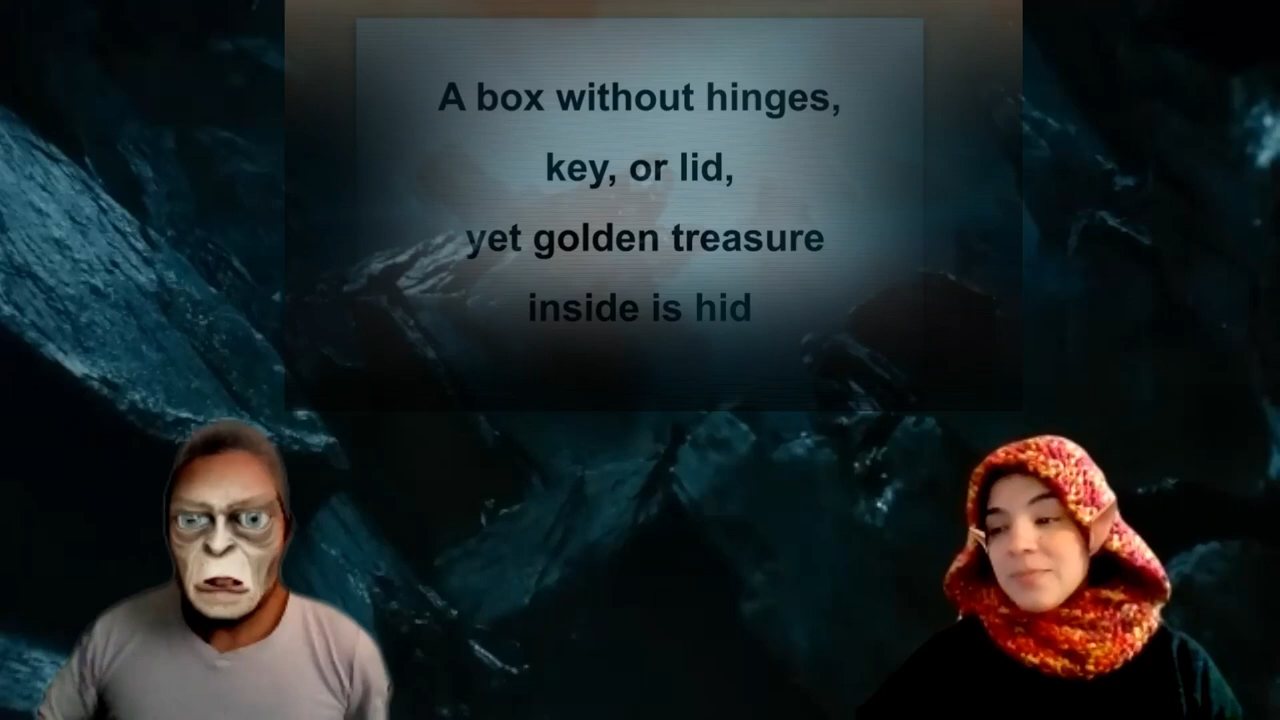 A box without hinges,
key, or lid,
yet golden treasure
inside is hid